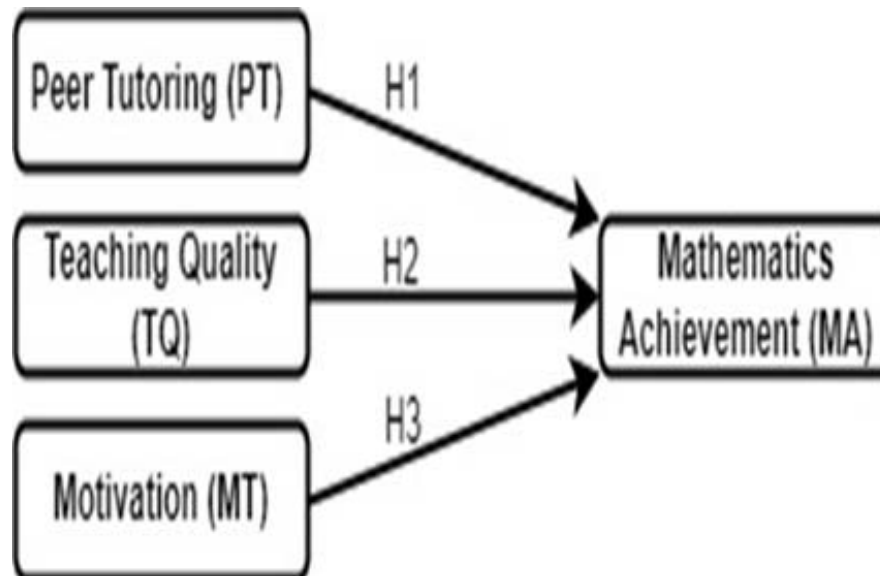 Peer Tutoring (PT)
H1
Teaching Quality
(TQ)
H2
Mathematics
Achievement (MA)
H3
Motivation (MT)